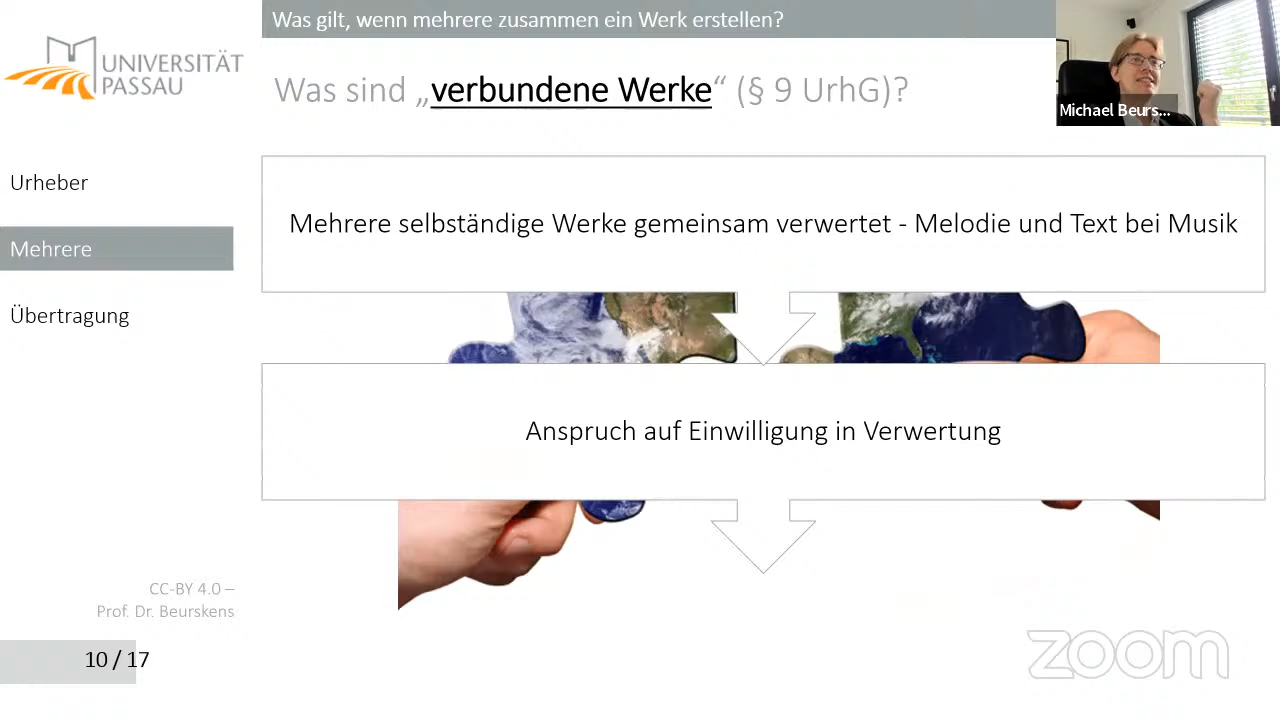 Was gilt, wenn mehrere zusammen ein Werk erstellen?
UNIVERSITÄT
PASSAU
Was sind „verbundene Werke“ (§ 9 UrhG)?
Michael Beurs...
Urheber
Mehrere
Übertragung
Mehrere selbständige Werke gemeinsam verwertet - Melodie und Text bei Musik
Anspruch auf Einwilligung in Verwertung
CC-BY 4.0 –
Prof. Dr. Beurskens
10 / 17
zoom